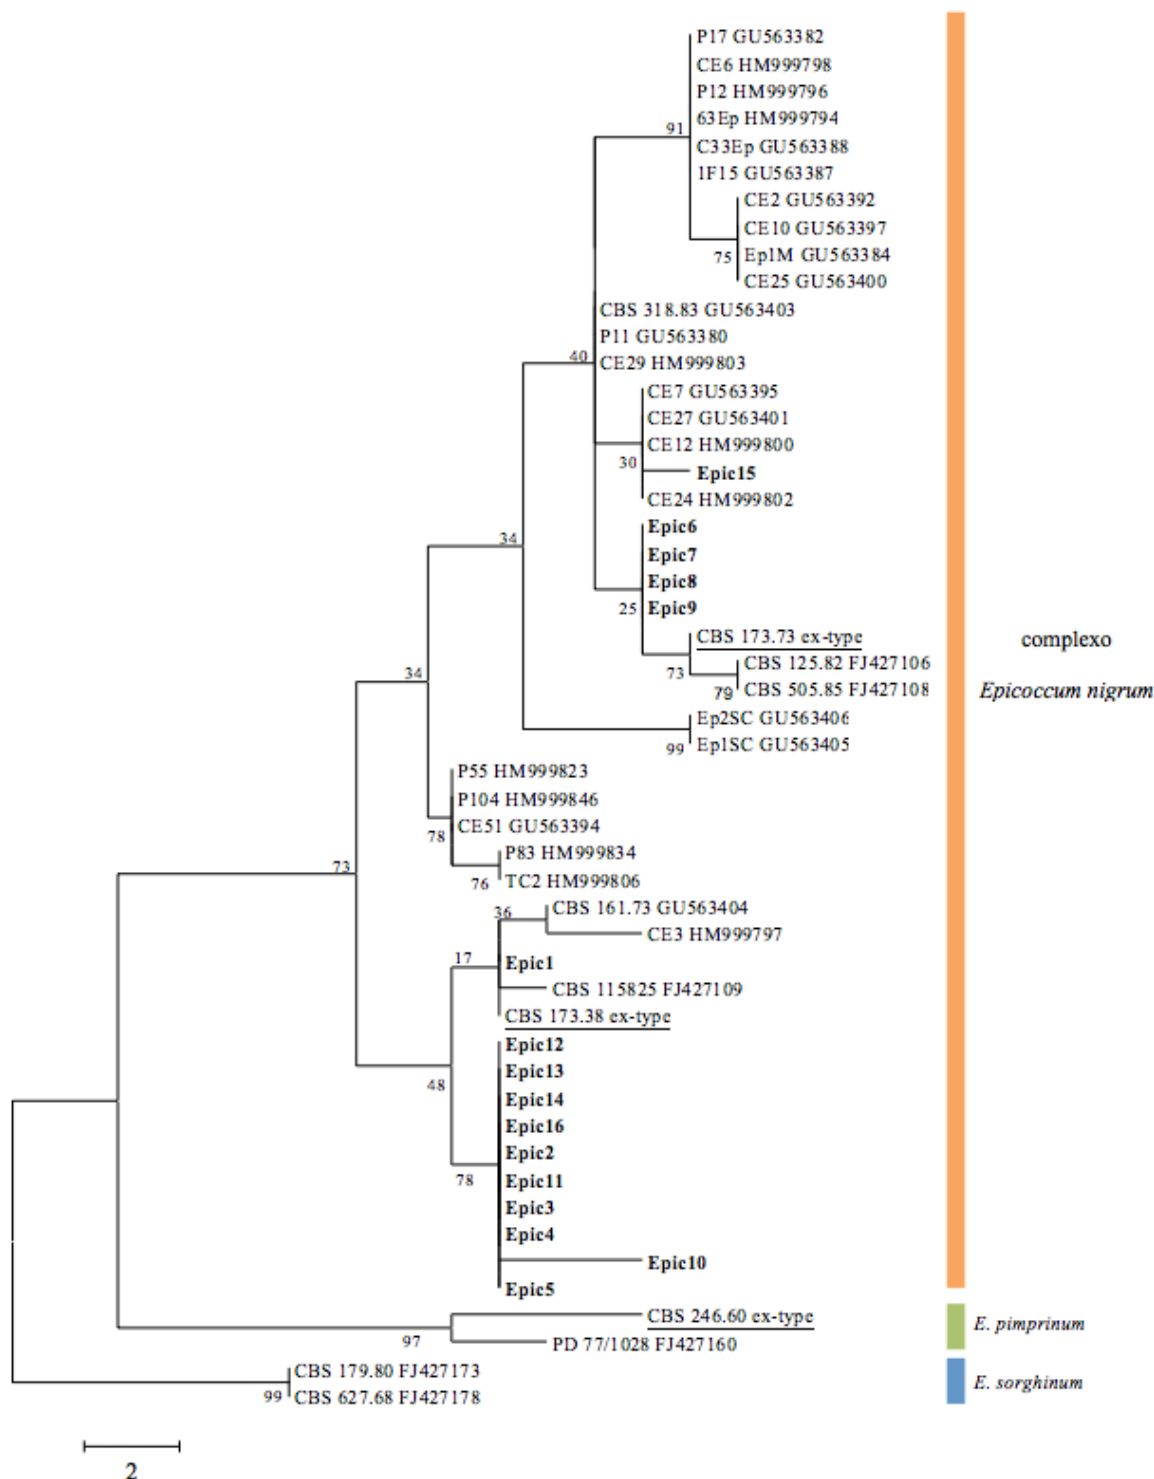 P17 GU563382
CE6 HM999798
P12 HM999796
63Ep HM999794
91
C33Ep GU563388
1F15 GU563387
CE2 GU563392
CE10 GU563397
Ep1M GU563384
75
CE25 GU563400
CBS 318.83 GU563403
P11 GU563380
40
CE29 HM999803
CE7 GU563395
CE27 GU563401
CE12 HM999800
30
Epic15
CE24 HM999802
Epic6
34
Epic7
Epic8
Epic9
25
CBS 173.73 ex-type
complexo
CBS 125.82 FJ427106
73
34
CBS 505.85 FJ427108
79
Epicoccum nigrum
Ep2SC GU563406
Ep1SC GU563405
99
P55 HM999823
P104 HM999846
CE51 GU563394
78
P83 HM999834
73
TC2 HM999806
76
CBS 161.73 GU563404
36
CE3 HM999797
17
Epic1
CBS 115825 FJ427109
CBS 173.38 ex-type
Epic12
Epic13
48
Epic14
Epic16
Epic2
78
Epic11
Epic3
Epic4
Epic10
Epic5
CBS 246.60 ex-type
E. pimprinum
97
PD 77/1028 FJ427160
CBS 179.80 FJ427173
E. sorghinum
99
CBS 627.68 FJ427178
2